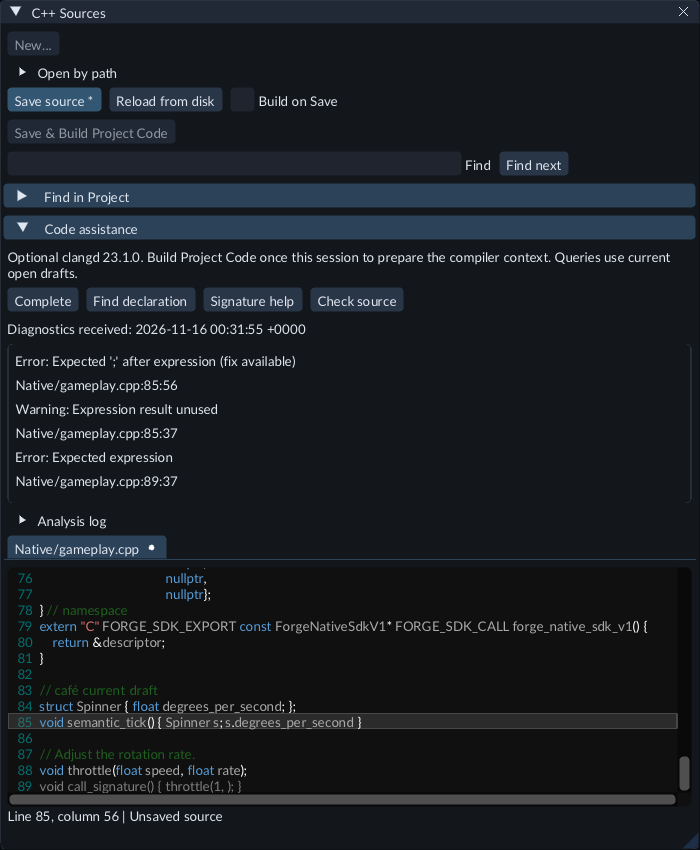 C++ Sources
New...
Open by path
Save source * Reload from disk Build on Save
Save & Build Project Code
Find Find next
Find in Project
Code assistance
Optional clangd 23.1.0. Build Project Code once this session to prepare the compiler context. Queries use current
open drafts.
Complete Find declaration Signature help Check source
Diagnostics received: 2026-11-16 00:31:55 +0000
Error: Expected ';' after expression (fix available)
Native/gameplay.cpp:85:56
Warning: Expression result unused
Native/gameplay.cpp:85:37
Error: Expected expression
Native/gameplay.cpp:89:37
Analysis log
Native/gameplay.cpp
76 nullptr,
77 nullptr};
78 } // namespace
79 extern "C" FORGE_SDK_EXPORT const ForgeNativeSdkV1* FORGE_SDK_CALL forge_native_sdk_v1() {
80 return &descriptor;
81 }
82
83 // café current draft
84 struct Spinner { float degrees_per_second; };
85 void semantic_tick() { Spinner s; s.degrees_per_second }
86
87 // Adjust the rotation rate.
88 void throttle(float speed, float rate);
89 void call_signature() { throttle(1, ); }
Line 85, column 56 | Unsaved source